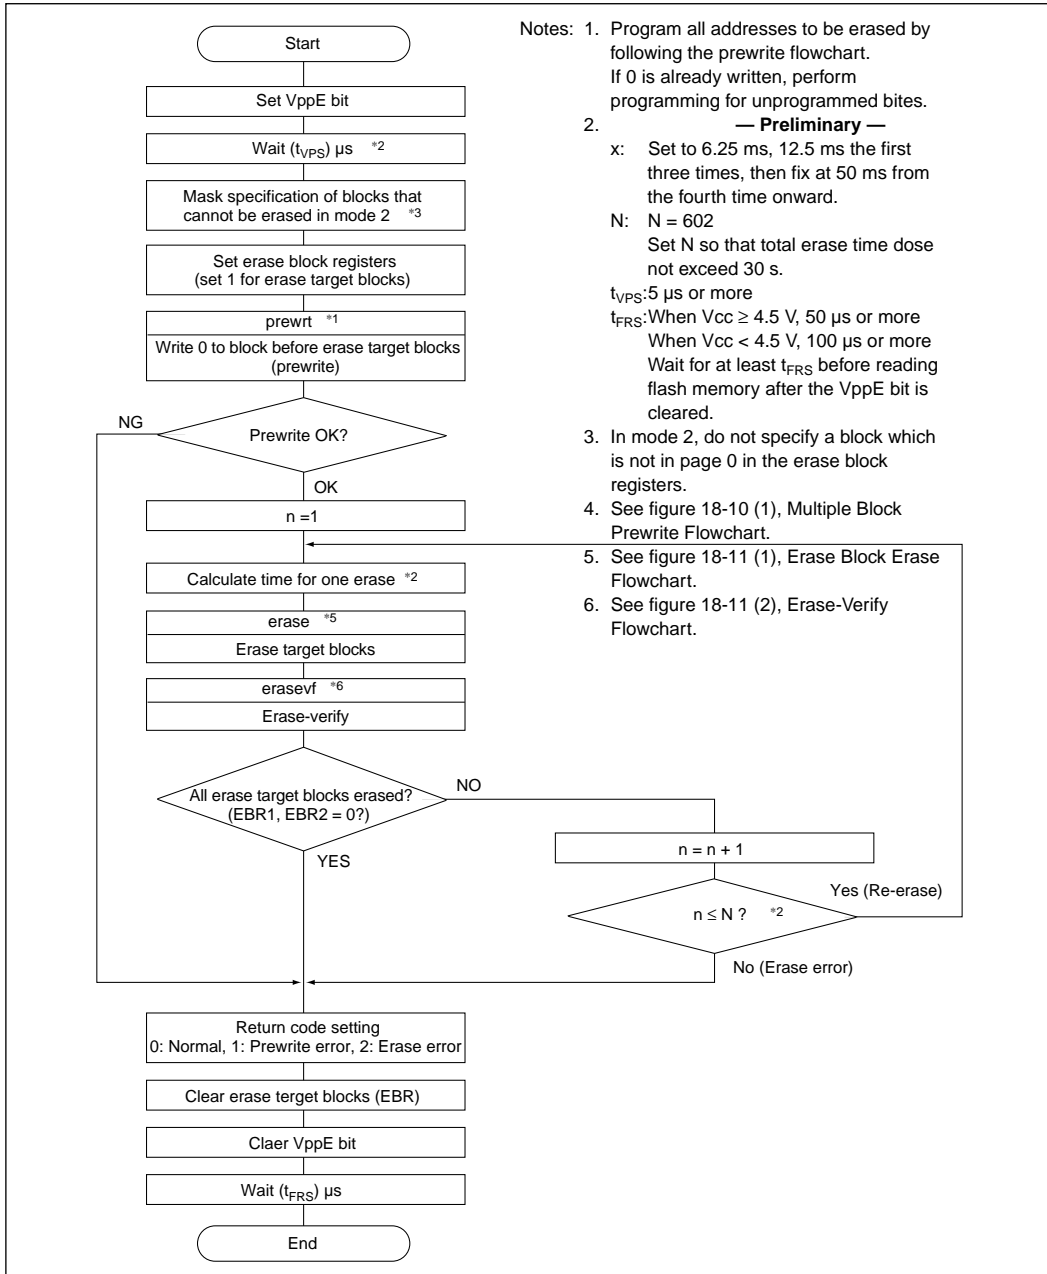 Start
Set VppE bit
Wait (tVPS) µs *2
Mask specification of blocks that
cannot be erased in mode 2 *3
Set erase block registers
(set 1 for erase target blocks)
prewrt *1
Write 0 to block before erase target blocks
(prewrite)
NG
Prewrite OK?
OK
n =1
Calculate time for one erase *2
erase *5
Erase target blocks
erasevf *6
Erase-verify
All erase target blocks erased?
(EBR1, EBR2 = 0?)
NO
YES
n = n + 1
n ≤ N ? *2
Yes (Re-erase)
No (Erase error)
Return code setting
0: Normal, 1: Prewrite error, 2: Erase error
Clear erase terget blocks (EBR)
Claer VppE bit
Wait (tFRS) µs
End
Notes: 1. Program all addresses to be erased by
following the prewrite flowchart.
If 0 is already written, perform
programming for unprogrammed bites.
2. — Preliminary —
x: Set to 6.25 ms, 12.5 ms the first
three times, then fix at 50 ms from
the fourth time onward.
N: N = 602
Set N so that total erase time dose
not exceed 30 s.
tVPS:5 µs or more
tFRS:When Vcc ≥ 4.5 V, 50 µs or more
When Vcc < 4.5 V, 100 µs or more
Wait for at least tFRS before reading
flash memory after the VppE bit is
cleared.
3. In mode 2, do not specify a block which
is not in page 0 in the erase block
registers.
4. See figure 18-10 (1), Multiple Block
Prewrite Flowchart.
5. See figure 18-11 (1), Erase Block Erase
Flowchart.
6. See figure 18-11 (2), Erase-Verify
Flowchart.